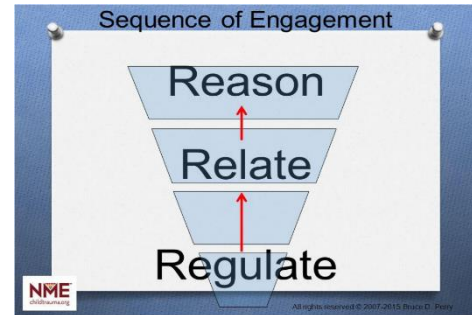 Sequence of Engagement
Reason
Relate
Regulate
NME
childtrauma.org
All rights reserved © 2007-2015 Bruce D. Perry